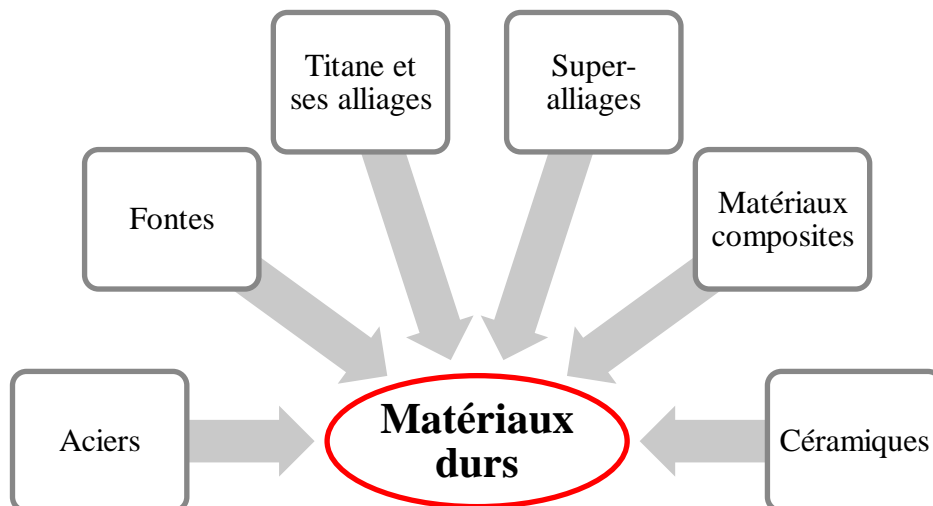 Titane et
ses alliages
Super-
alliages
Fontes
Matériaux
composites
Aciers
Matériaux
durs
Céramiques